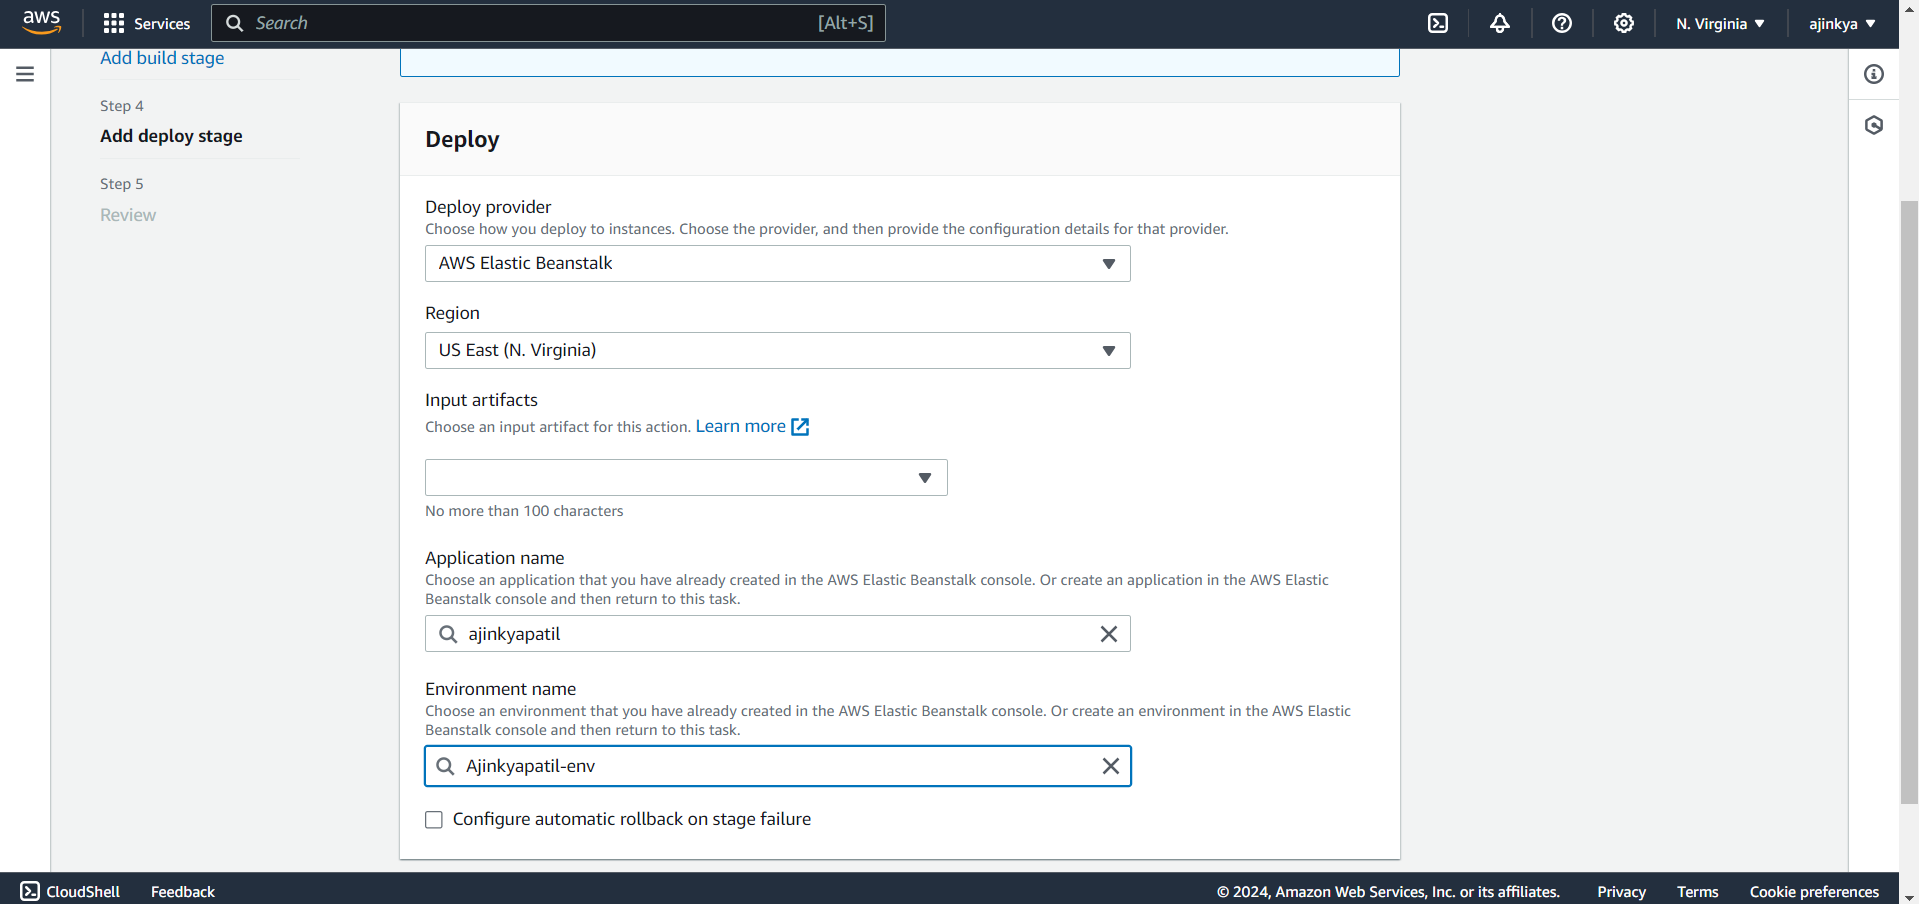 aws
Services
Search
[Alt+S]
N. Virginia
ajinkya
Add build stage
Step 4
Add deploy stage
Step 5
Review
Deploy
Deploy provider
Choose how you deploy to instances. Choose the provider, and then provide the configuration details for that provider.
AWS Elastic Beanstalk
Region
US East (N. Virginia)
Input artifacts
Choose an input artifact for this action. Learn more
No more than 100 characters
Application name
Choose an application that you have already created in the AWS Elastic Beanstalk console. Or create an application in the AWS Elastic
Beanstalk console and then return to this task.
ajinkyapatil
Environment name
Choose an environment that you have already created in the AWS Elastic Beanstalk console. Or create an environment in the AWS Elastic
Beanstalk console and then return to this task.
Ajinkyapatil-env
Configure automatic rollback on stage failure
CloudShell
Feedback
© 2024, Amazon Web Services, Inc. or its affiliates.
Privacy
Terms
Cookie preferences